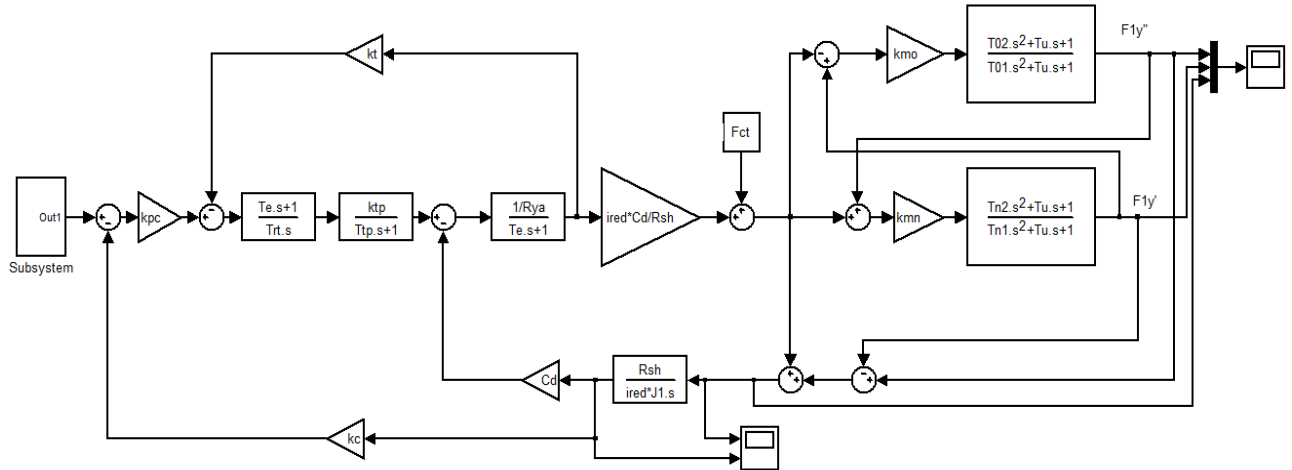 F1y"
T02.s²+Tu.s+1
T01.s²+Tu.s+1
kt
kmo
Fct
Out1
Subsystem
kpc
Te.s+1
Trt.s
ktp
Ttp.s+1
1/Rya
Te.s+1
ired*Cd/Rsh
kmn
Tn2.s²+Tu.s+1
Tn1.s²+Tu.s+1
F1y'
Cd
Rsh
ired*J1.s
kc